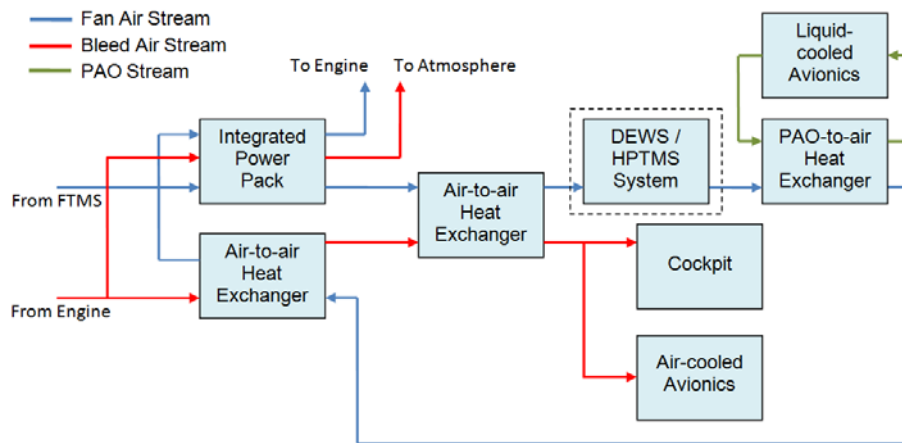 Fan Air Stream
Bleed Air Stream
PAO Stream
To Engine
To Atmosphere
Liquid-
cooled
Avionics
Integrated
Power
Pack
DEWS /
HPTMS
System
PAO-to-air
Heat
Exchanger
From FTMS
Air-to-air
Heat
Exchanger
Air-to-air
Heat
Exchanger
Cockpit
From Engine
Air-cooled
Avionics